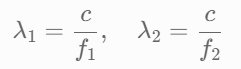 λ₁ = c/f₁, λ₂ = c/f₂